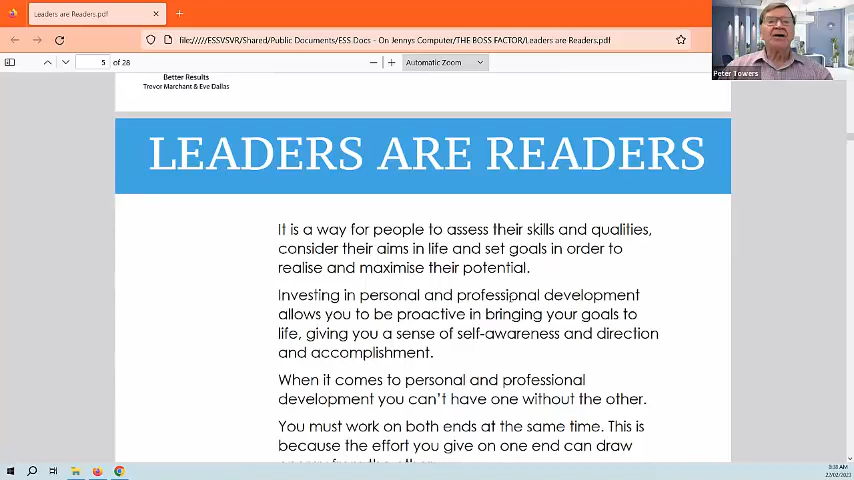 Leaders are Readers.pdf
file://///ESSVSVR/Shared/Public Documents/ESS Docs - On Jennys Computer/THE BOSS FACTOR/Leaders are Readers.pdf
Peter Towers
5 of 28
Automatic Zoom
Better Results
Trevor Marchant & Eve Dallas
LEADERS ARE READERS
It is a way for people to assess their skills and qualities,
consider their aims in life and set goals in order to
realise and maximise their potential.
Investing in personal and professional development
allows you to be proactive in bringing your goals to
life, giving you a sense of self-awareness and direction
and accomplishment.
When it comes to personal and professional
development you can't have one without the other.
You must work on both ends at the same time. This is
because the effort you give on one end can draw
8:38 AM